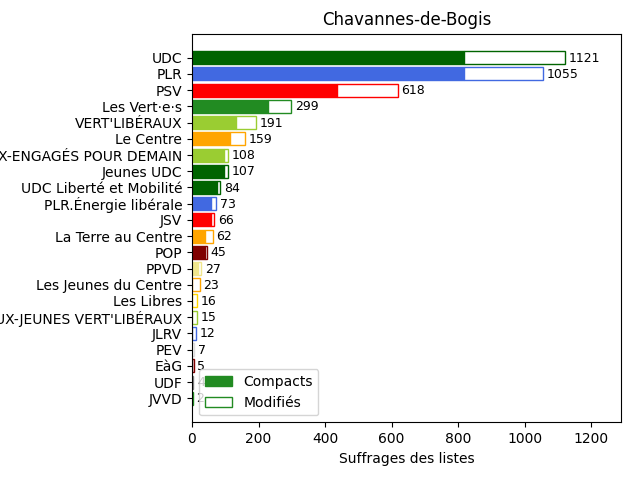 Chavannes-de-Bogis
UDC 1121
PLR 1055
PSV 618
Les Vert·e·s 299
VERT'LIBÉRAUX 191
Le Centre 159
X-ENGAGÉS POUR DEMAIN 108
Jeunes UDC 107
UDC Liberté et Mobilité 84
PLR.Énergie libérale 73
JSV 66
La Terre au Centre 62
POP 45
PPVD 27
Les Jeunes du Centre 23
Les Libres 16
UX-JEUNES VERT'LIBÉRAUX 15
JLRV 12
PEV 7
EàG 5
UDF 4
JVVD 2
Compacts
Modifiés
0 200 400 600 800 1000 1200
Suffrages des listes